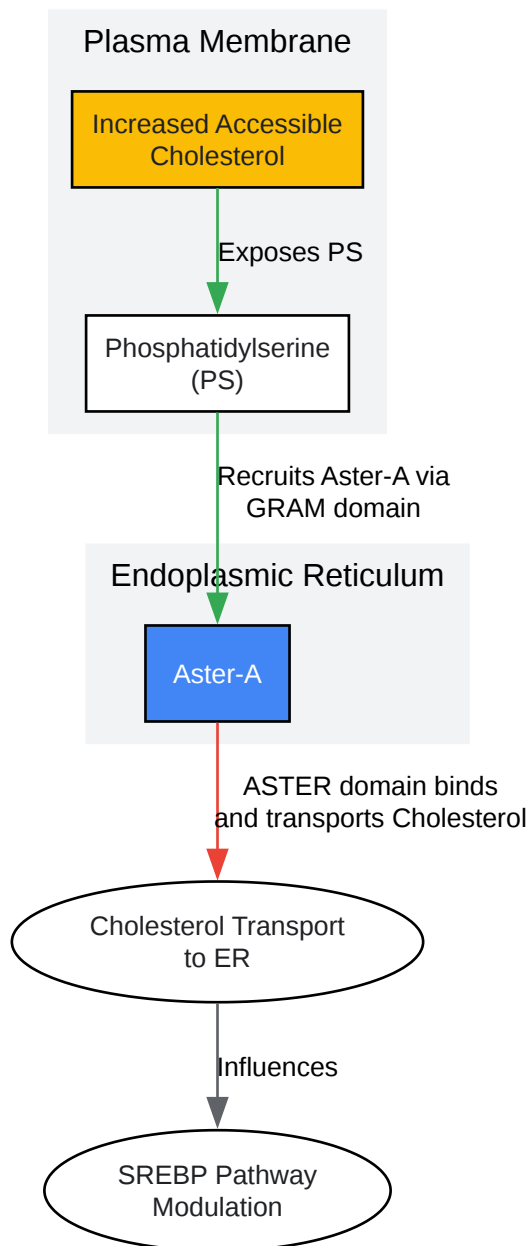 Plasma Membrane
Increased Accessible
Cholesterol
Exposes PS
Phosphatidylserine
(PS)
Recruits Aster-A via
GRAM domain
Endoplasmic Reticulum
Aster-A
ASTER domain binds
and transports Cholesterol
Cholesterol Transport
to ER
Influences
SREBP Pathway
Modulation